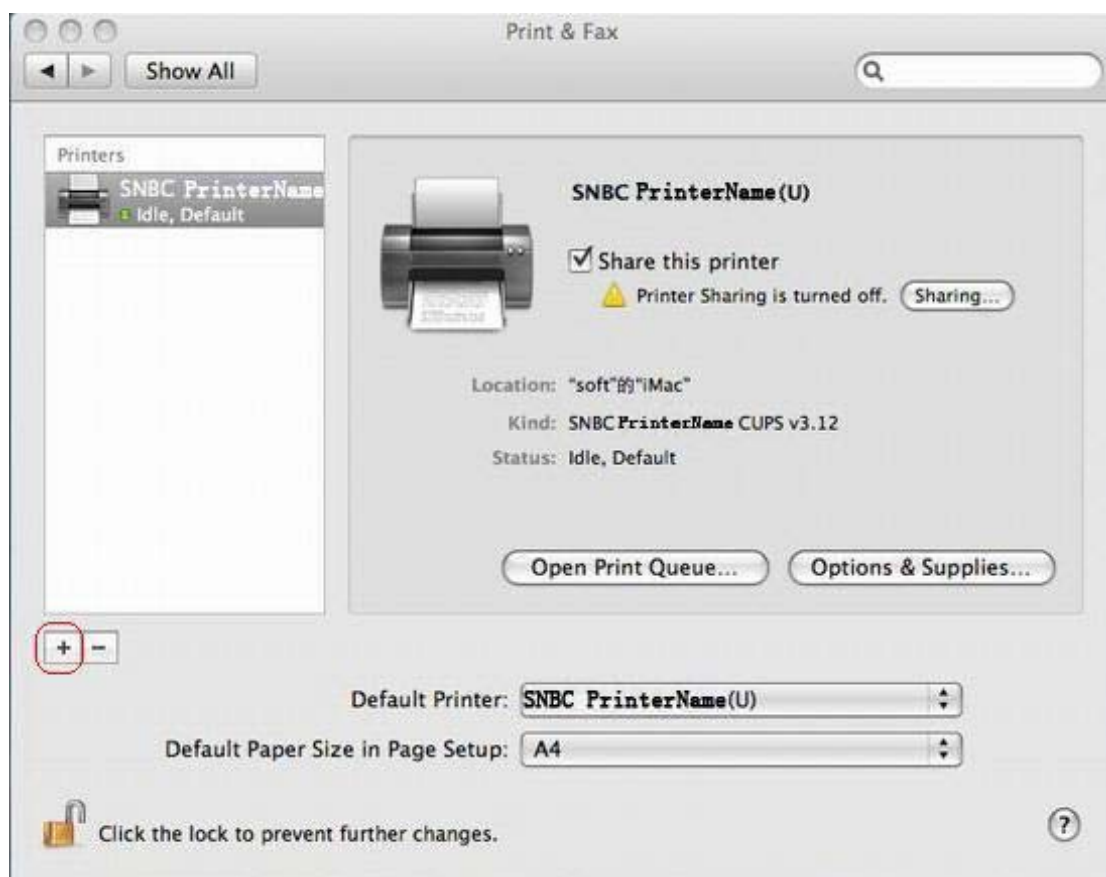 Print & Fax
Show All
Printers
SNBC PrinterName
Idle, Default
SNBC PrinterName(U)
Share this printer
Printer Sharing is turned off. Sharing...
Location: "soft"的"iMac"
Kind: SNBC PrinterName CUPS v3.12
Status: Idle, Default
Open Print Queue... Options & Supplies...
+ -
Default Printer: SNBC PrinterName(U)
Default Paper Size in Page Setup: A4
Click the lock to prevent further changes. ?